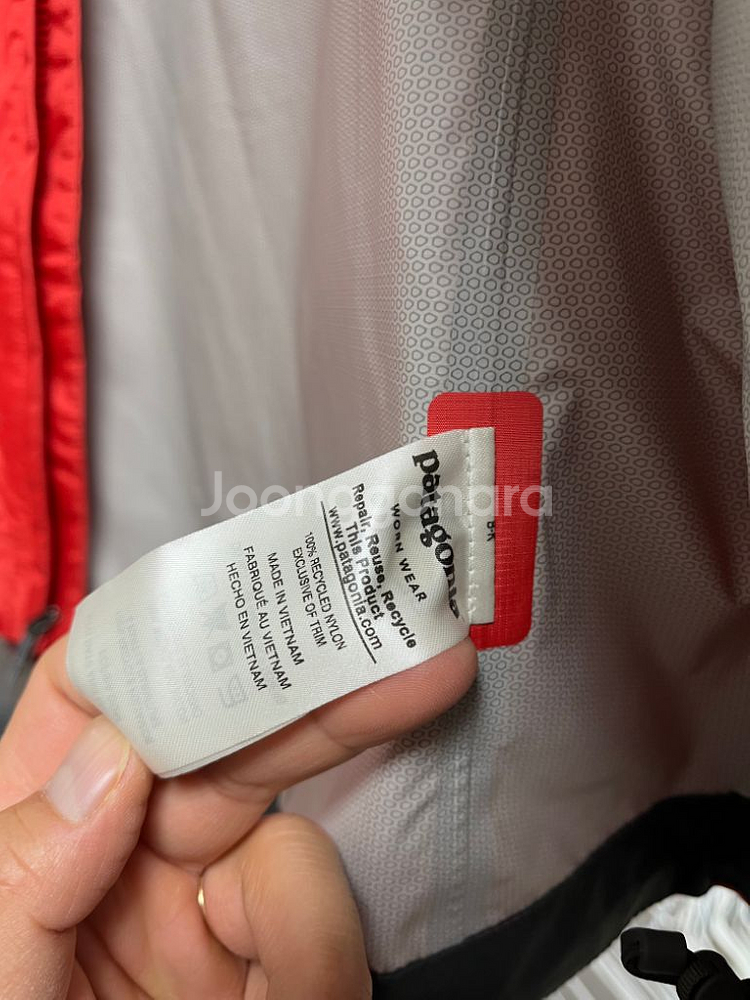 patagonia
WORN WEAR
Repair, Reuse, Recycle
This Product
www.patagonia.com
100% RECYCLED NYLON
EXCLUSIVE OF TRIM
MADE IN VIETNAM
FABRIQUÉ AU VIETNAM
HECHO EN VIETNAM
Joonggonara